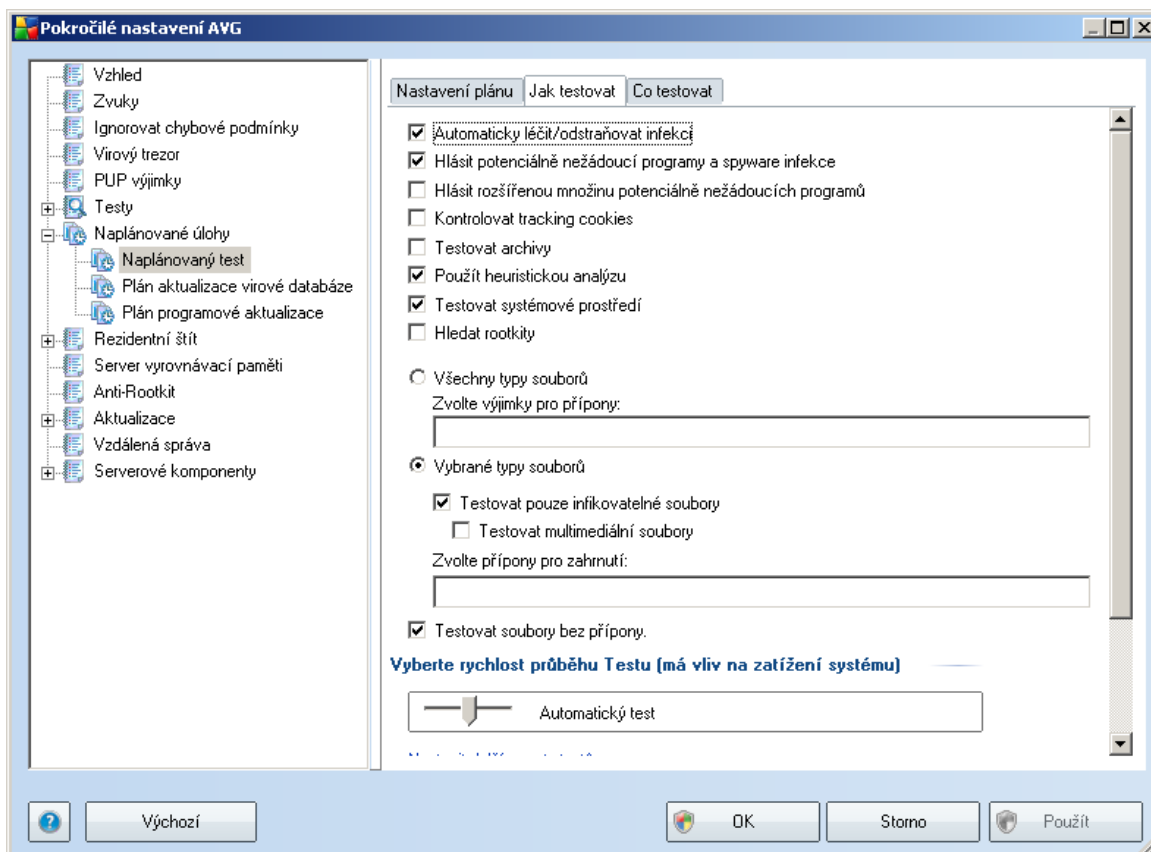 Pokročilé nastavení AVG
Vzhled
Zvuky
Ignorovat chybové podmínky
Virový trezor
PUP výjimky
Testy
Naplánované úlohy
Naplánovaný test
Plán aktualizace virové databáze
Plán programové aktualizace
Rezidentní štít
Server vyrovnávací paměti
Anti-Rootkit
Aktualizace
Vzdálená správa
Serverové komponenty
Nastavení plánu Jak testovat Co testovat
Automaticky léčit/odstraňovat infekci
Hlásit potenciálně nežádoucí programy a spyware infekce
Hlásit rozšířenou množinu potenciálně nežádoucích programů
Kontrolovat tracking cookies
Testovat archivy
Použít heuristickou analýzu
Testovat systémové prostředí
Hledat rootkity
Všechny typy souborů
Zvolte výjimky pro přípony:
Vybrané typy souborů
Testovat pouze infikovatelné soubory
Testovat multimediální soubory
Zvolte přípony pro zahrnutí:
Testovat soubory bez přípony.
Vyberte rychlost průběhu Testu (má vliv na zatížení systému)
Automatický test
Výchozí OK Storno Použít